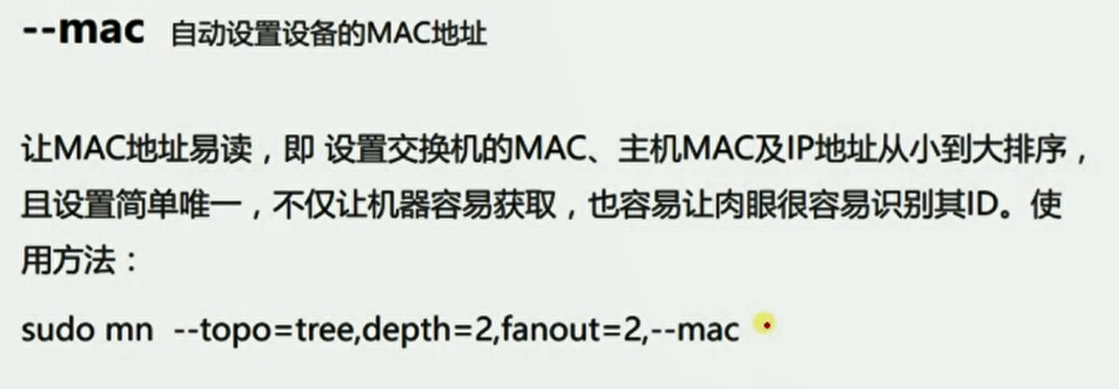 --mac 自动设置设备的MAC地址
让MAC地址易读，即 设置交换机的MAC、主机MAC及IP地址从小到大排序，
且设置简单唯一，不仅让机器容易获取，也容易让肉眼很容易识别其ID。使
用方法：
sudo mn --topo=tree,depth=2,fanout=2,--mac